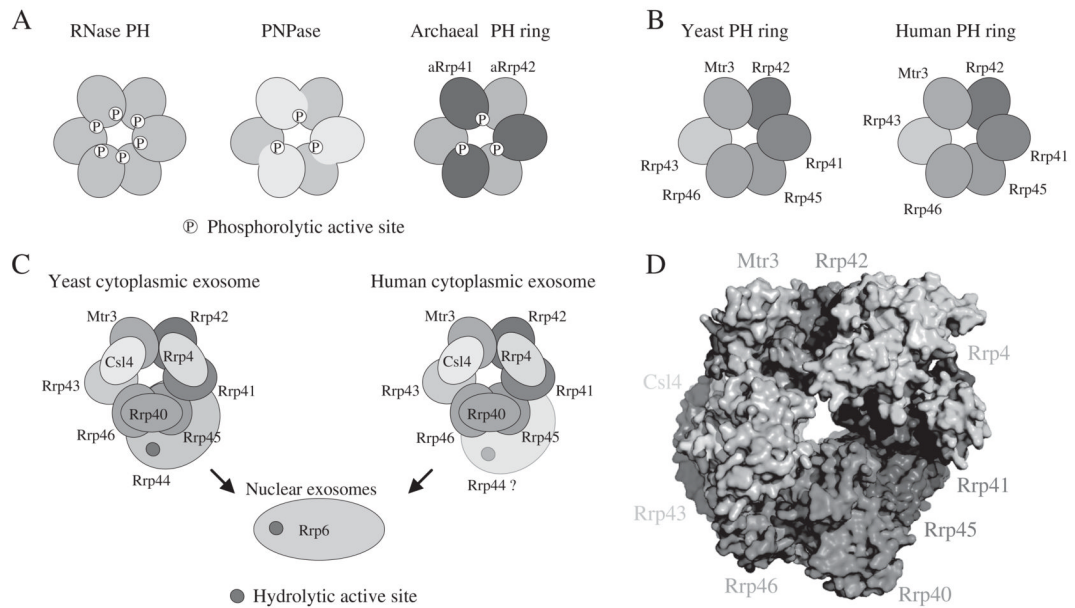 A
RNase PH
PNPase
Archaeal PH ring
aRrp41
aRrp42
P
P
P
P
P
P
P
P
P
P
P
P
Ⓟ Phosphorolytic active site
B
Yeast PH ring
Mtr3
Rrp42
Rrp43
Rrp41
Rrp46
Rrp45
Human PH ring
Mtr3
Rrp42
Rrp43
Rrp41
Rrp46
Rrp45
C
Yeast cytoplasmic exosome
Mtr3
Rrp42
Csl4
Rrp4
Rrp43
Rrp41
Rrp40
Rrp46
Rrp45
Rrp44
Human cytoplasmic exosome
Mtr3
Rrp42
Csl4
Rrp4
Rrp43
Rrp41
Rrp40
Rrp46
Rrp45
Rrp44 ?
Nuclear exosomes
Rrp6
Hydrolytic active site
D
Mtr3
Rrp42
Rrp4
Csl4
Rrp41
Rrp43
Rrp45
Rrp46
Rrp40